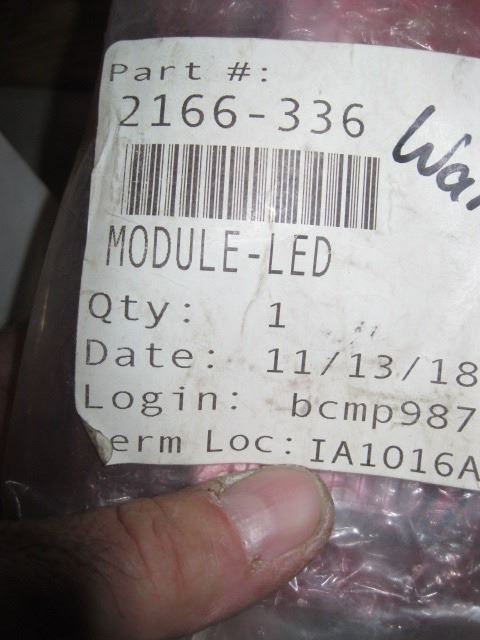 Part #:
2166-336
MODULE-LED
Qty: 1
Date: 11/13/18
Login: bcmp987
erm Loc: IA1016A